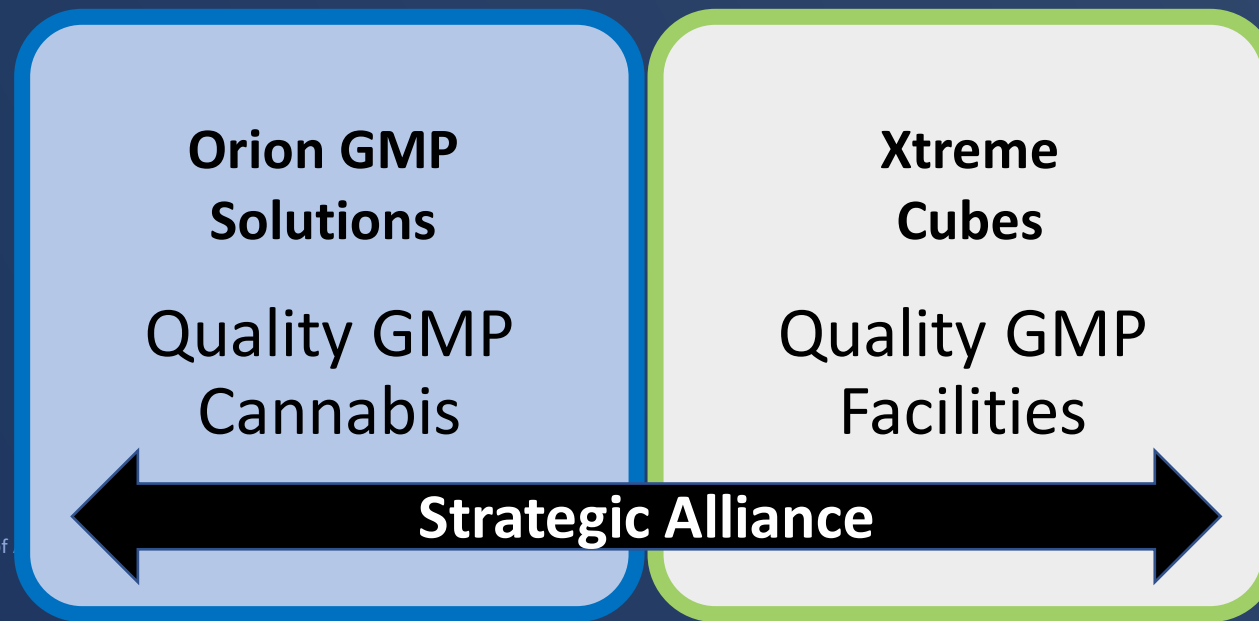 Orion GMP
Solutions
Quality GMP
Cannabis
Xtreme
Cubes
Quality GMP
Facilities
Strategic Alliance